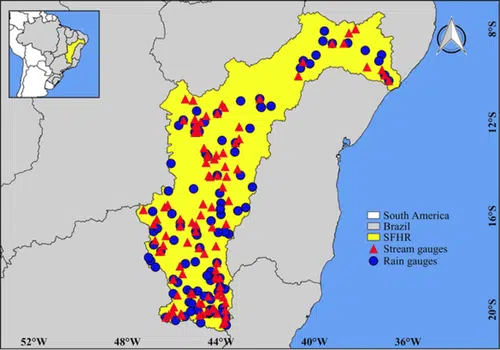 8°S
12°S
16°S
20°S
South America
Brazil
SFHR
Stream gauges
Rain gauges
52°W
48°W
44°W
40°W
36°W